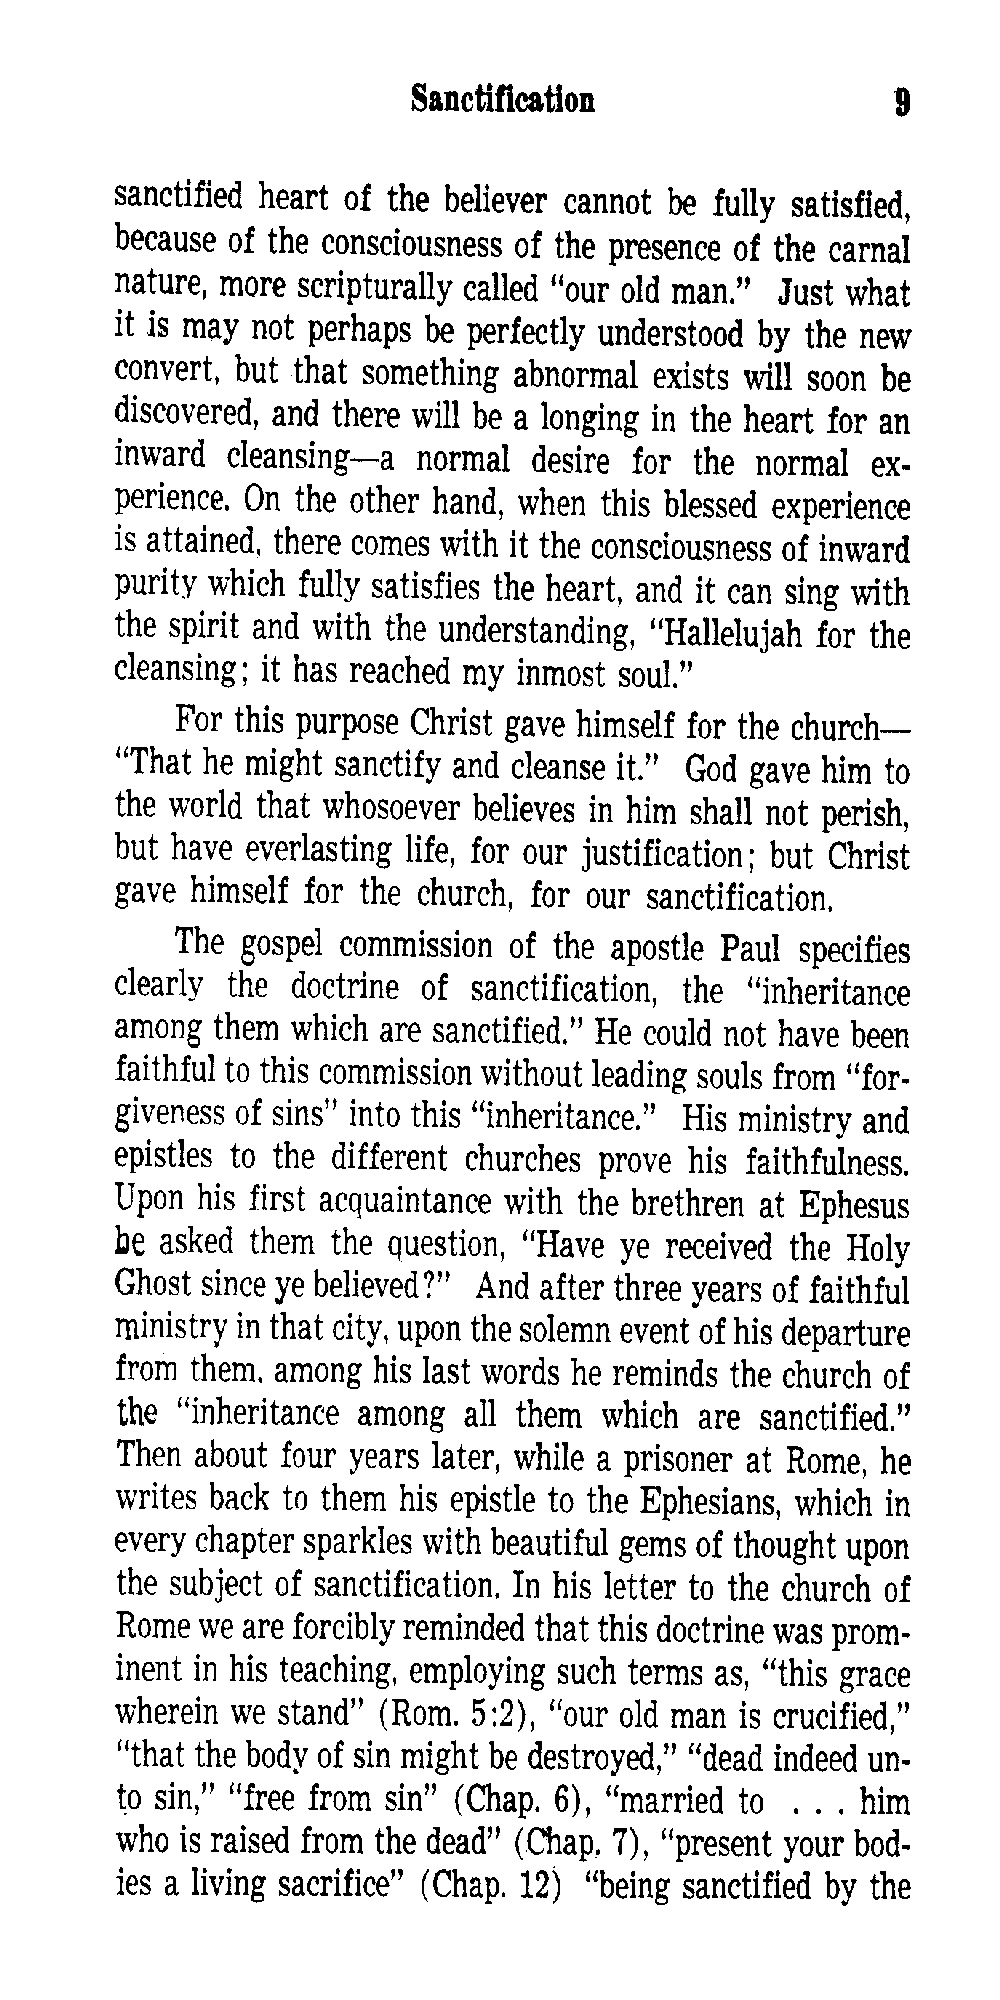 Sanctification 9
sanctified heart of the believer cannot be fully satisfied,
because of the consciousness of the presence of the carnal
nature, more scripturally called "our old man." Just what
it is may not perhaps be perfectly understood by the new
convert, but that something abnormal exists will soon be
discovered, and there will be a longing in the heart for an
inward cleansing—a normal desire for the normal ex-
perience. On the other hand, when this blessed experience
is attained, there comes with it the consciousness of inward
purity which fully satisfies the heart, and it can sing with
the spirit and with the understanding, "Hallelujah for the
cleansing; it has reached my inmost soul."
For this purpose Christ gave himself for the church—
"That he might sanctify and cleanse it." God gave him to
the world that whosoever believes in him shall not perish,
but have everlasting life, for our justification; but Christ
gave himself for the church, for our sanctification.
The gospel commission of the apostle Paul specifies
clearly the doctrine of sanctification, the "inheritance
among them which are sanctified." He could not have been
faithful to this commission without leading souls from "for-
giveness of sins" into this "inheritance." His ministry and
epistles to the different churches prove his faithfulness.
Upon his first acquaintance with the brethren at Ephesus
he asked them the question, "Have ye received the Holy
Ghost since ye believed?" And after three years of faithful
ministry in that city, upon the solemn event of his departure
from them, among his last words he reminds the church of
the "inheritance among all them which are sanctified."
Then about four years later, while a prisoner at Rome, he
writes back to them his epistle to the Ephesians, which in
every chapter sparkles with beautiful gems of thought upon
the subject of sanctification. In his letter to the church of
Rome we are forcibly reminded that this doctrine was prom-
inent in his teaching, employing such terms as, "this grace
wherein we stand" (Rom. 5:2), "our old man is crucified,"
"that the body of sin might be destroyed," "dead indeed un-
to sin," "free from sin" (Chap. 6), "married to . . . him
who is raised from the dead" (Chap. 7), "present your bod-
ies a living sacrifice" (Chap. 12) "being sanctified by the